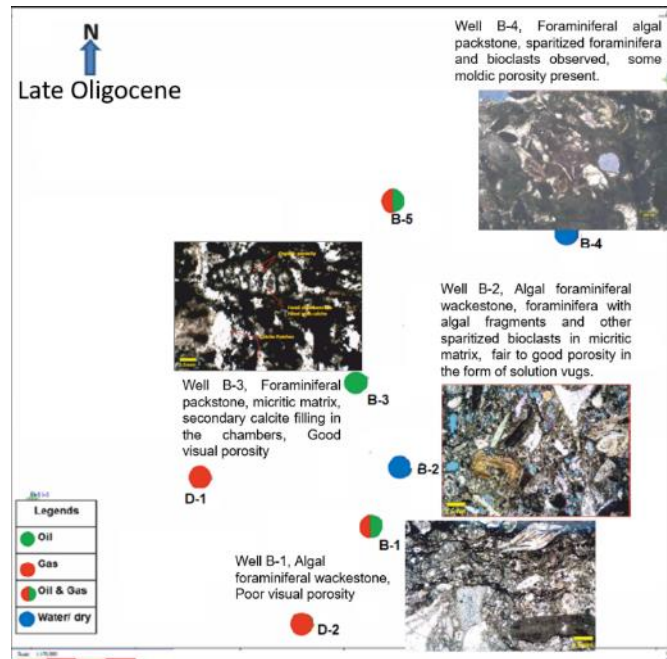 N
Late Oligocene
Well B-4, Foraminiferal algal
packstone, sparitized foraminifera
and bioclasts observed, some
moldic porosity present.
B-5
B-4
Well B-3, Foraminiferal
packstone, micritic matrix,
secondary calcite filling in
the chambers, Good
visual porosity
B-3
Well B-2, Algal foraminiferal
wackestone, foraminifera with
algal fragments and other
sparitized bioclasts in micritic
matrix, fair to good porosity in
the form of solution vugs.
B-2
D-1
B-1
Well B-1, Algal
foraminiferal wackestone,
Poor visual porosity
D-2
Legends
Oil
Gas
Oil & Gas
Water/ dry